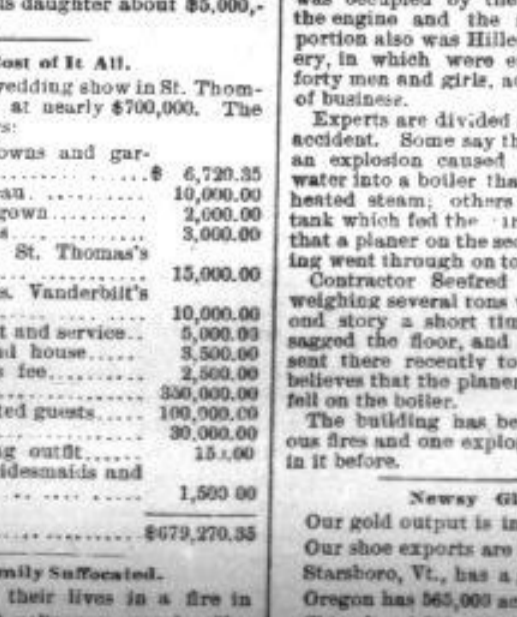 is daughter about $5,000,-
Cost of It All.
wedding show in St. Thom-
at nearly $700,000. The
rs:
owns and gar-
............... $ 6,720.35
au. .......... 10,000.00
gown ......... 2,000.00
s ............ 3,000.00
St. Thomas's
............... 15,000.00
s. Vanderbilt's
............... 10,000.00
t and service.. 5,000.00
d house..... 3,500.00
s fee.......... 2,500.00
............... 350,000.00
ted guests..... 100,000.00
............... 30,000.00
g outfit......
idesmaids and
............... 1,500 00
............... $679,270.35
mily Suffocated.
their lives in a fire in
was occupied by the
the engine and the
portion also was Hille
ery, in which were e
forty men and girls, a
of business.
Experts are divided
accident. Some say th
an explosion caused
water into a boiler tha
heated steam; others
tank which fed the
that a planer on the sec
ing went through on to
Contractor Seefred
weighing several tons
ond story a short tim
sagged the floor, and
sent there recently to
believes that the planer
fell on the boiler.
The building has be
ous fires and one explo
in it before.
Newsy Gl
Our gold output is in
Our shoe exports are
Starsboro, Vt., has a
Oregon has 565,000 ac